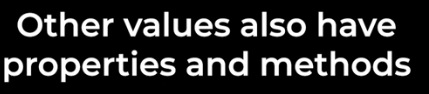 Other values also have
properties and methods